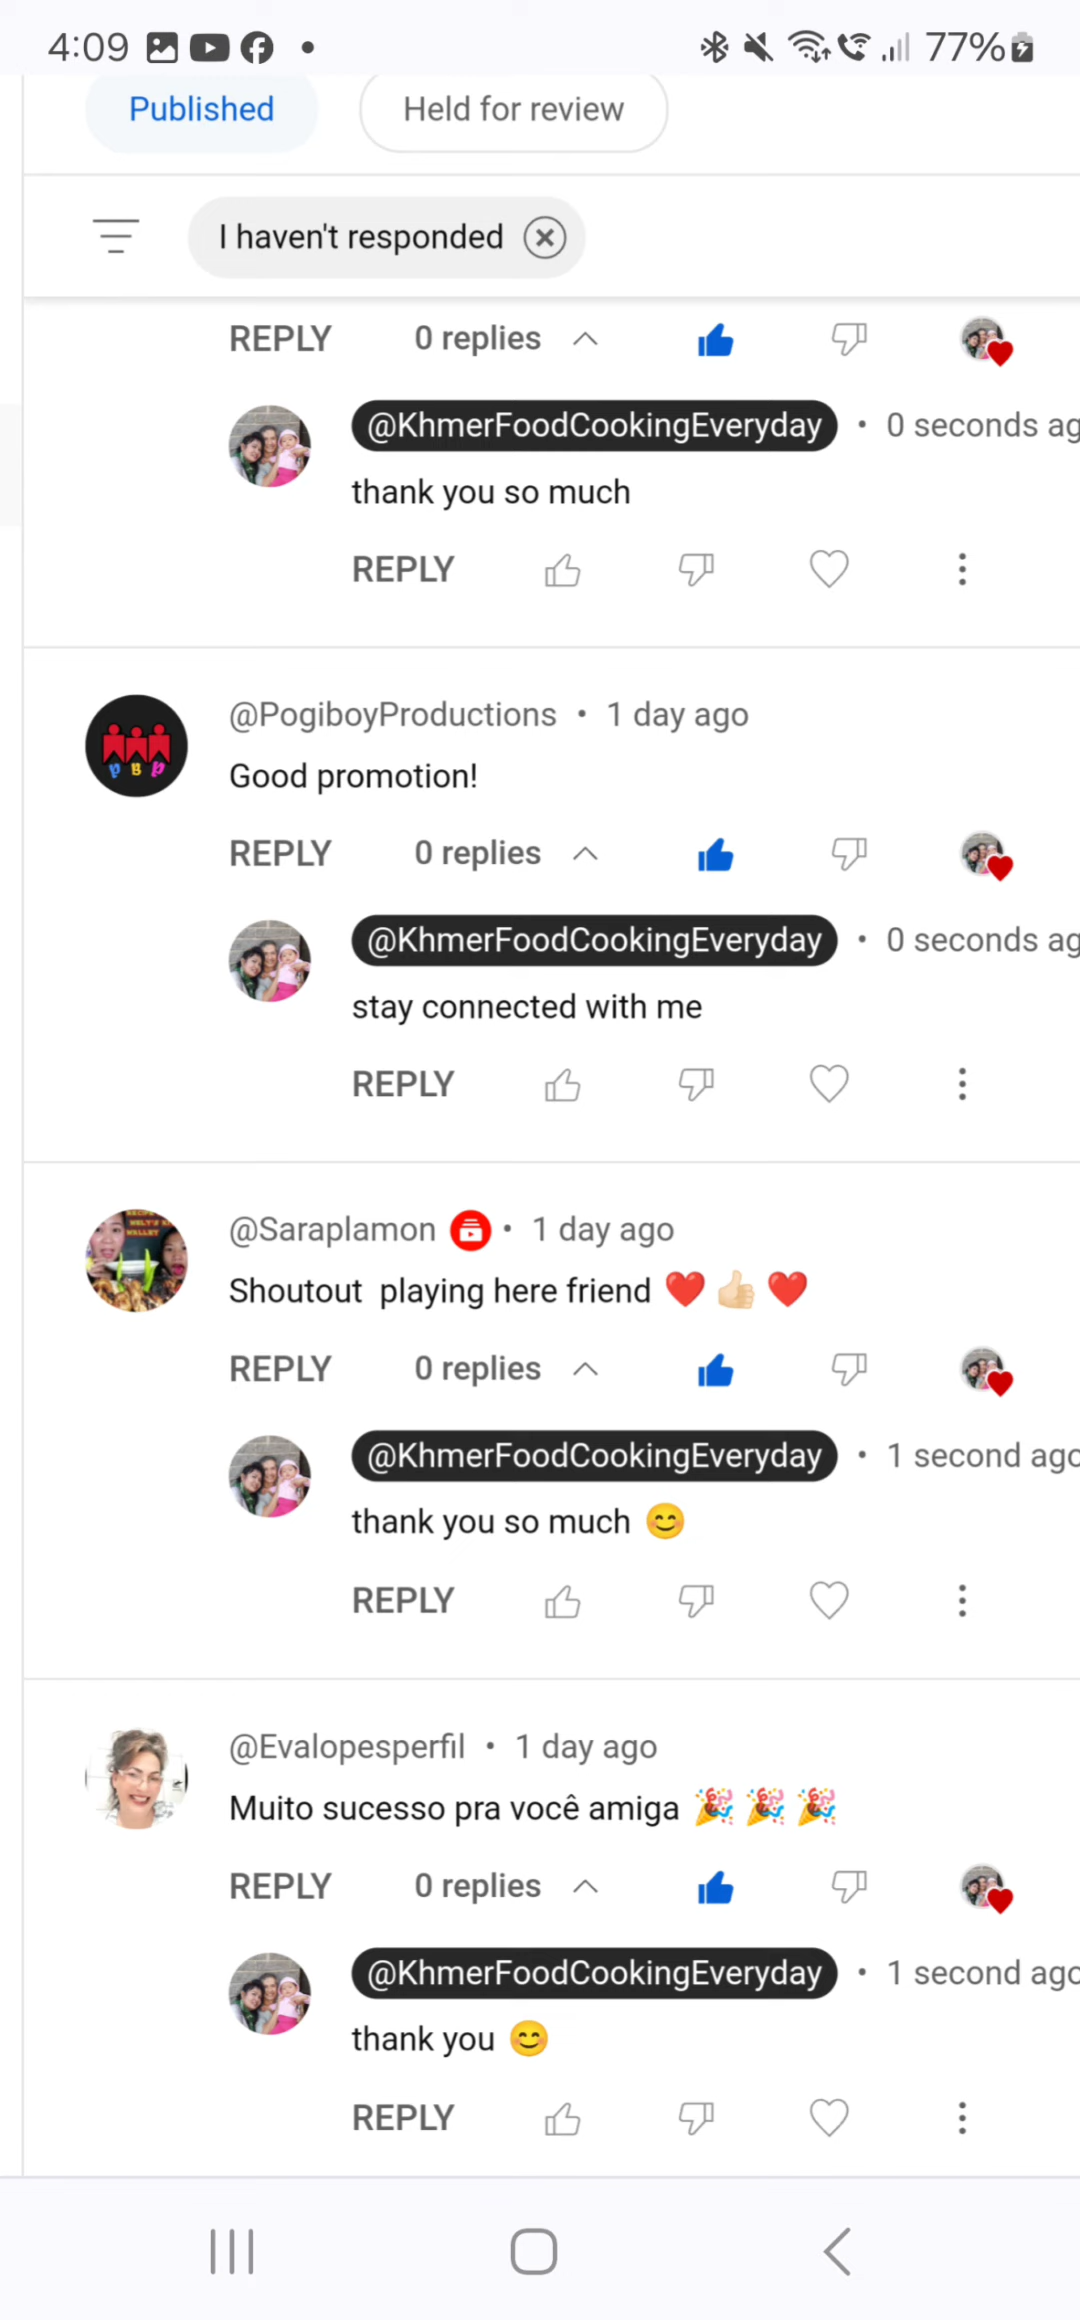 4:09
77%
Published
Held for review
I haven't responded
REPLY 0 replies
@KhmerFoodCookingEveryday • 0 seconds ag
thank you so much
REPLY
@PogiboyProductions • 1 day ago
Good promotion!
REPLY 0 replies
@KhmerFoodCookingEveryday • 0 seconds ag
stay connected with me
REPLY
@Saraplamon • 1 day ago
Shoutout playing here friend ❤️ 👍🏻 ❤️
REPLY 0 replies
@KhmerFoodCookingEveryday • 1 second ago
thank you so much 😊
REPLY
@Evalopesperfil • 1 day ago
Muito sucesso pra você amiga 🎉 🎉 🎉
REPLY 0 replies
@KhmerFoodCookingEveryday • 1 second ago
thank you 😊
REPLY